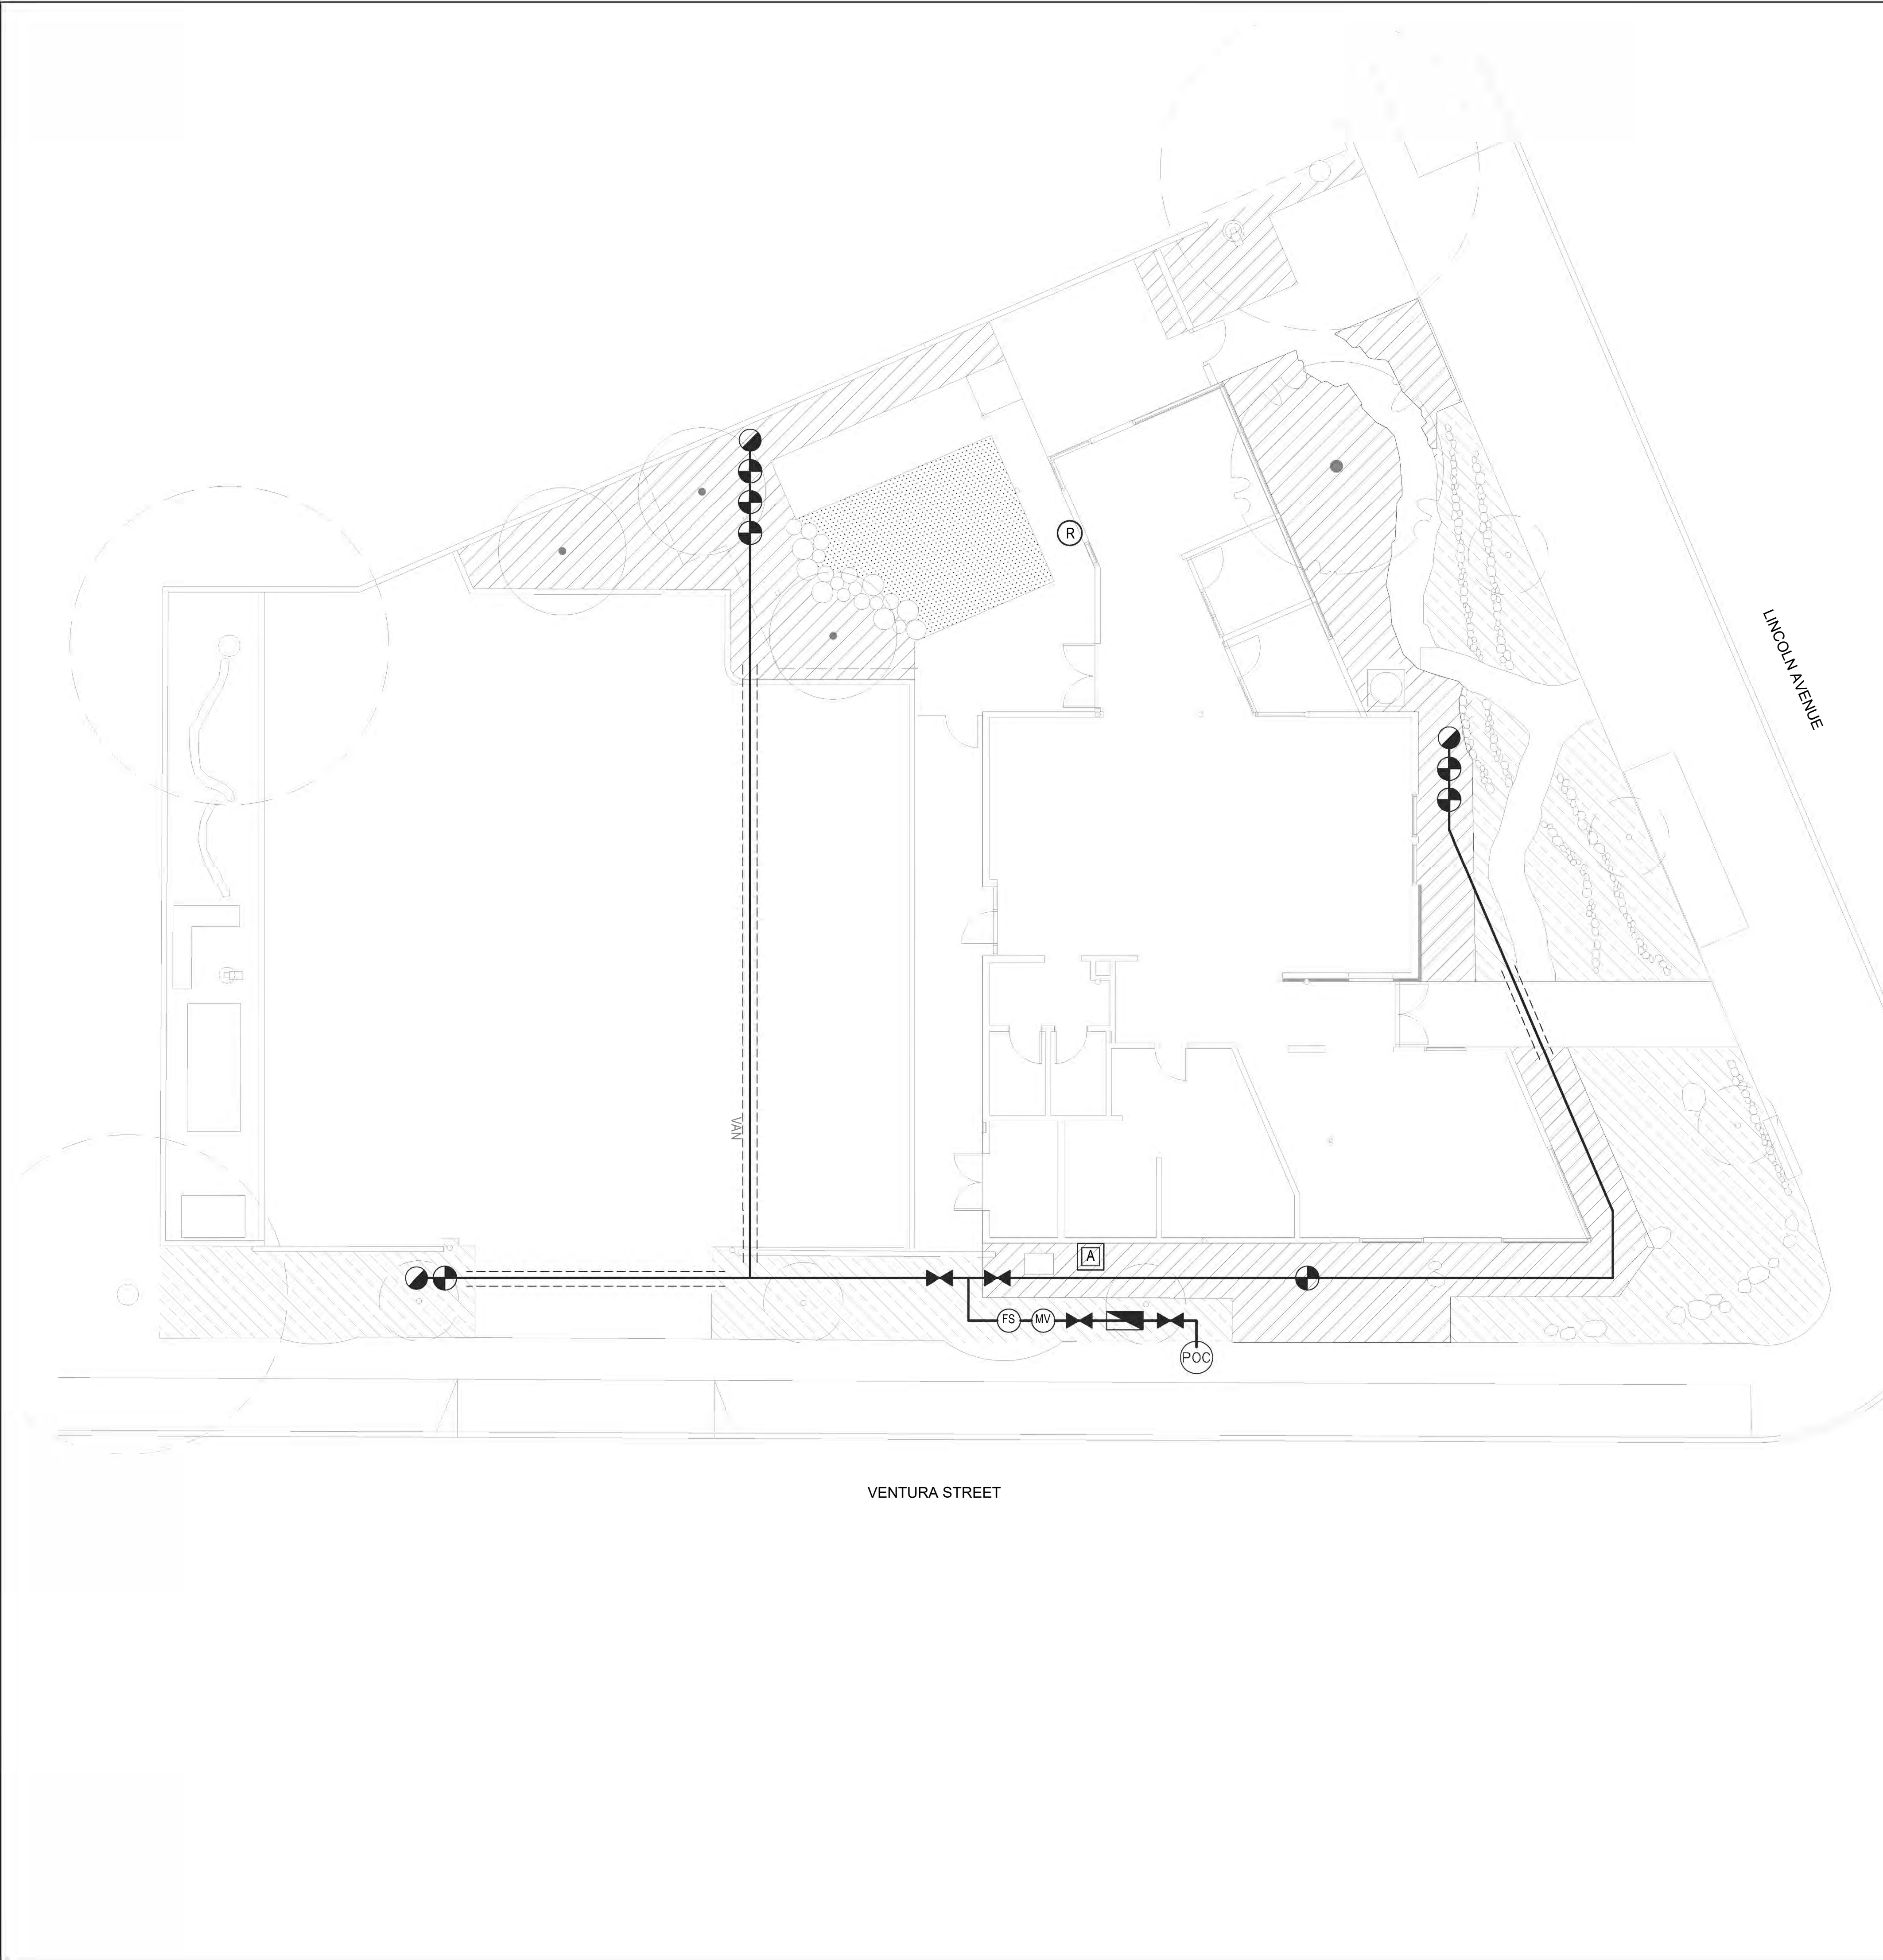 R
LINCOLN AVENUE
VAN
A
FS
MV
POC
VENTURA STREET